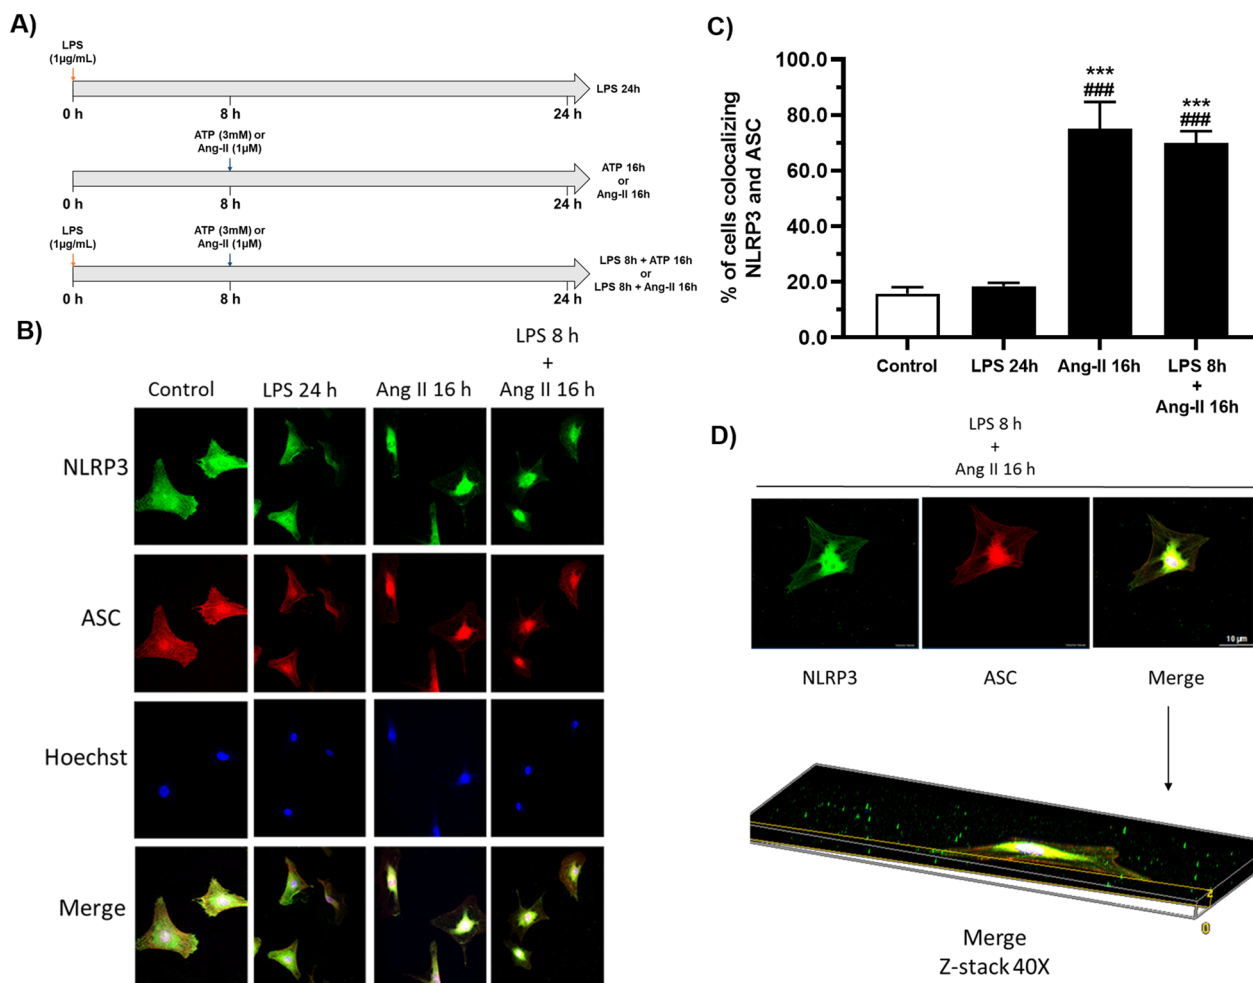 A)
LPS
(1µg/mL)
LPS 24h
0 h
8 h
24 h
ATP (3mM) or
Ang-II (1µM)
ATP 16h
or
Ang-II 16h
0 h
8 h
24 h
LPS
(1µg/mL)
ATP (3mM) or
Ang-II (1µM)
LPS 8h + ATP 16h
or
LPS 8h + Ang-II 16h
0 h
8 h
24 h
B)
Control
LPS 24 h
Ang II 16 h
LPS 8 h
+
Ang II 16 h
NLRP3
ASC
Hoechst
Merge
C)
% of cells colocalizing
NLRP3 and ASC
100.0
80.0
60.0
40.0
20.0
0.0
***
###
***
###
Control
LPS 24h
Ang-II 16h
LPS 8h
+
Ang-II 16h
D)
LPS 8 h
+
Ang II 16 h
10 µm
NLRP3
ASC
Merge
Z
0
Merge
Z-stack 40X